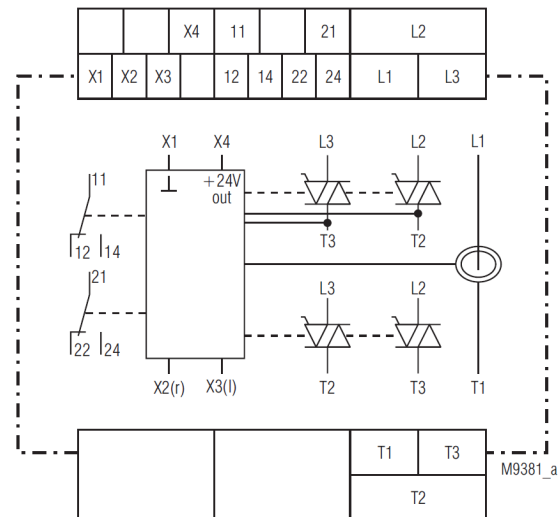 X4 11 21 L2
X1 X2 X3 12 14 22 24 L1 L3
X1 X4 L3 L2 L1
11
+24V
out
12 14
T3 T2
21
L3 L2
22 24
X2(r) X3(l) T2 T3 T1
T1 T3
M9381_a
T2